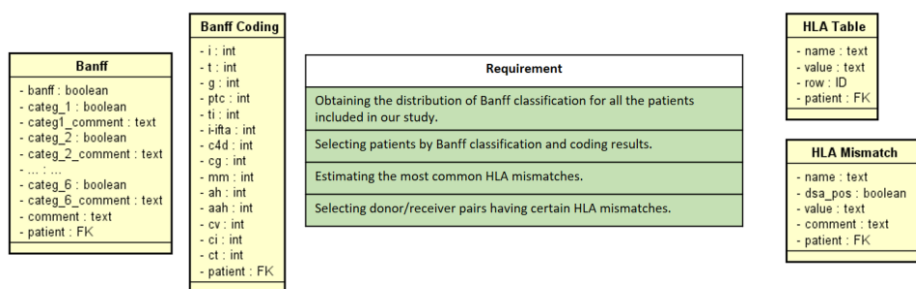 Banff
- banff : boolean
- categ_1 : boolean
- categ1_comment : text
- categ_2 : boolean
- categ_2_comment : text
- ... : ...
- categ_6 : boolean
- categ_6_comment : text
- comment : text
- patient : FK
Banff Coding
- i : int
- t : int
- g : int
- ptc : int
- ti : int
- i-ifta : int
- c4d : int
- cg : int
- mm : int
- ah : int
- aah : int
- cv : int
- ci : int
- ct : int
- patient : FK
Requirement
Obtaining the distribution of Banff classification for all the patients
included in our study.
Selecting patients by Banff classification and coding results.
Estimating the most common HLA mismatches.
Selecting donor/receiver pairs having certain HLA mismatches.
HLA Table
- name : text
- value : text
- row : ID
- patient : FK
HLA Mismatch
- name : text
- dsa_pos : boolean
- value : text
- comment : text
- patient : FK